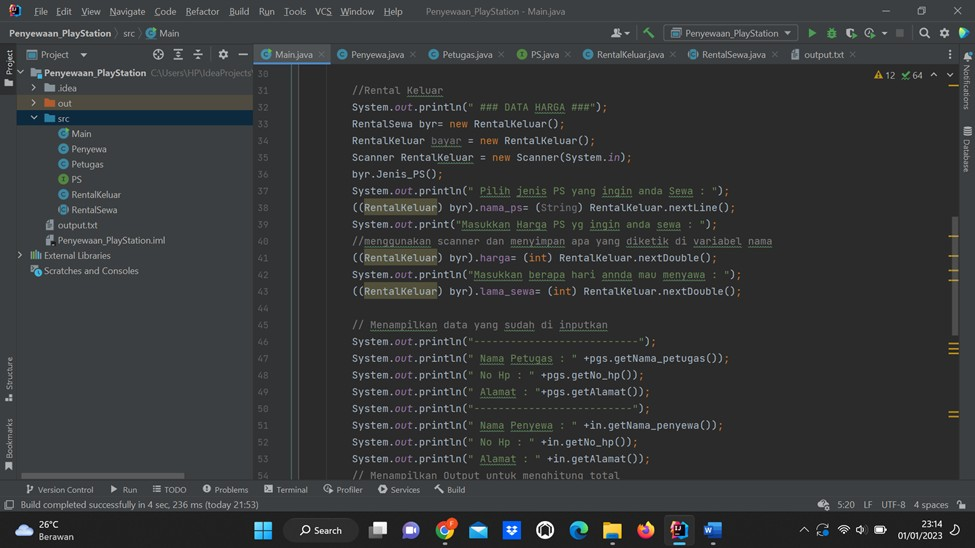 File Edit View Navigate Code Refactor Build Run Tools VCS Window Help Penyewaan_PlayStation - Main.java
Penyewaan_PlayStation src Main
Penyewaan_PlayStation
Project
Main.java Penyewa.java Petugas.java PS.java RentalKeluar.java RentalSewa.java output.txt
Project
Penyewaan_PlayStation C:\Users\HP\IdeaProjects\
.idea
out
src
Main
Penyewa
Petugas
PS
RentalKeluar
RentalSewa
output.txt
Penyewaan_PlayStation.iml
External Libraries
Scratches and Consoles
Structure
Bookmarks
12 64
30
31 //Rental Keluar
32 System.out.println(" ### DATA HARGA ###");
33 RentalSewa byr= new RentalKeluar();
34 RentalKeluar bayar = new RentalKeluar();
35 Scanner RentalKeluar = new Scanner(System.in);
36 byr.Jenis_PS();
37 System.out.println(" Pilih jenis PS yang ingin anda Sewa : ");
38 ((RentalKeluar) byr).nama_ps= (String) RentalKeluar.nextLine();
39 System.out.print("Masukkan Harga PS yg ingin anda sewa : ");
40 //menggunakan scanner dan menyimpan apa yang diketik di variabel nama
41 ((RentalKeluar) byr).harga= (int) RentalKeluar.nextDouble();
42 System.out.println("Masukkan berapa hari annda mau menyawa : ");
43 ((RentalKeluar) byr).lama_sewa= (int) RentalKeluar.nextDouble();
44
45 // Menampilkan data yang sudah di inputkan
46 System.out.println("---------------------------");
47 System.out.println(" Nama Petugas : " +pgs.getNama_petugas());
48 System.out.println(" No Hp : " +pgs.getNo_hp());
49 System.out.println(" Alamat : "+pgs.getAlamat());
50 System.out.println("--------------------------");
51 System.out.println(" Nama Penyewa : " +in.getNama_penyewa());
52 System.out.println(" No Hp : " +in.getNo_hp());
53 System.out.println(" Alamat : " +in.getAlamat());
54 // Menampilkan Output untuk menghitung total
Notifications
Database
Version Control Run TODO Problems Terminal Profiler Services Build
Build completed successfully in 4 sec, 236 ms (today 21:53) 5:20 LF UTF-8 4 spaces
26°C
Berawan
Search
23:14
01/01/2023